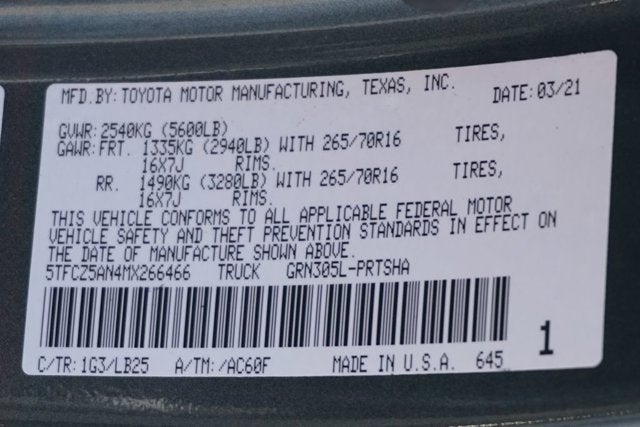 MFD.BY:TOYOTA MOTOR MANUFACTURING, TEXAS, INC. DATE:03/21
GVWR:2540KG (5600LB)
GAWR:FRT. 1335KG (2940LB) WITH 265/70R16 TIRES,
16X7J RIMS.
RR. 1490KG (3280LB) WITH 265/70R16 TIRES,
16X7J RIMS.
THIS VEHICLE CONFORMS TO ALL APPLICABLE FEDERAL MOTOR
VEHICLE SAFETY AND THEFT PREVENTION STANDARDS IN EFFECT ON
THE DATE OF MANUFACTURE SHOWN ABOVE.
5TFCZ5AN4MX266466 TRUCK GRN305L-PRTSHA
1
C/TR:1G3/LB25 A/TM:/AC60F MADE IN U.S.A. 645